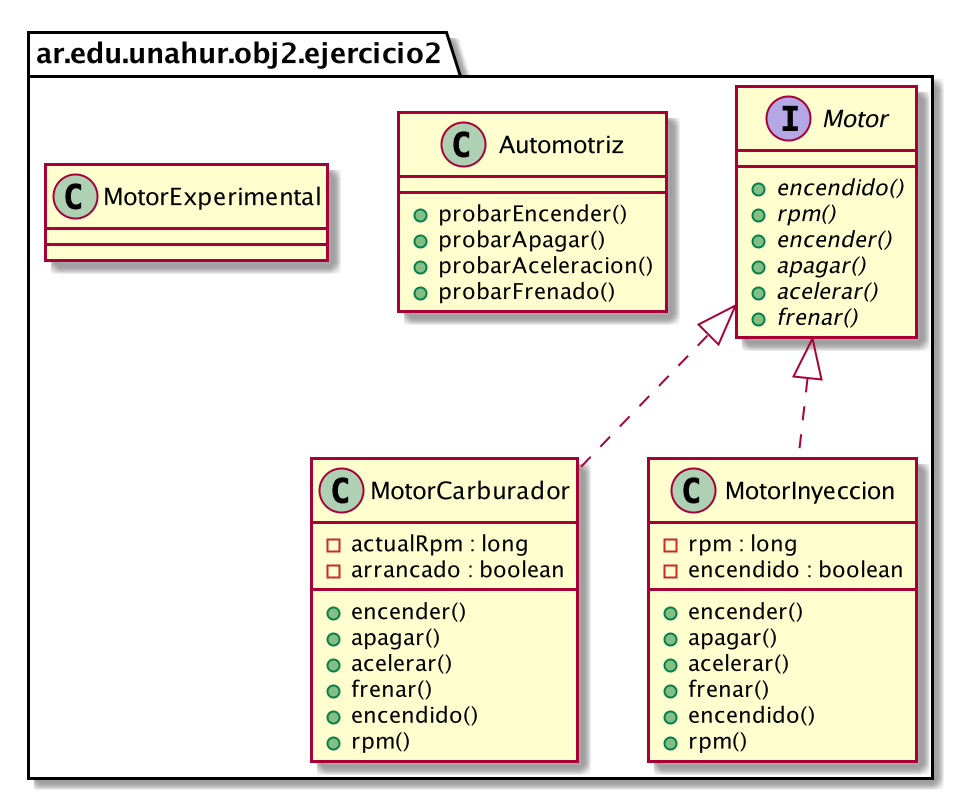 ar.edu.unahur.obj2.ejercicio2
C MotorExperimental
C Automotriz
probarEncender()
probarApagar()
probarAceleracion()
probarFrenado()
I Motor
encendido()
rpm()
encender()
apagar()
acelerar()
frenar()
C MotorCarburador
actualRpm : long
arrancado : boolean
encender()
apagar()
acelerar()
frenar()
encendido()
rpm()
C MotorInyeccion
rpm : long
encendido : boolean
encender()
apagar()
acelerar()
frenar()
encendido()
rpm()